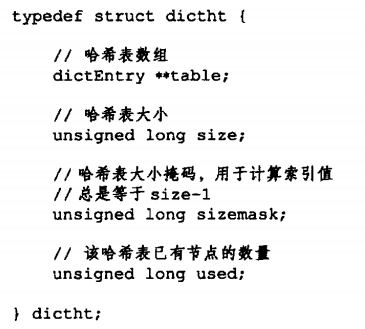 typedef struct dictht {
// 哈希表数组
dictEntry **table;
// 哈希表大小
unsigned long size;
// 哈希表大小掩码，用于计算索引值
// 总是等于 size-1
unsigned long sizemask;
// 该哈希表已有节点的数量
unsigned long used;
} dictht;